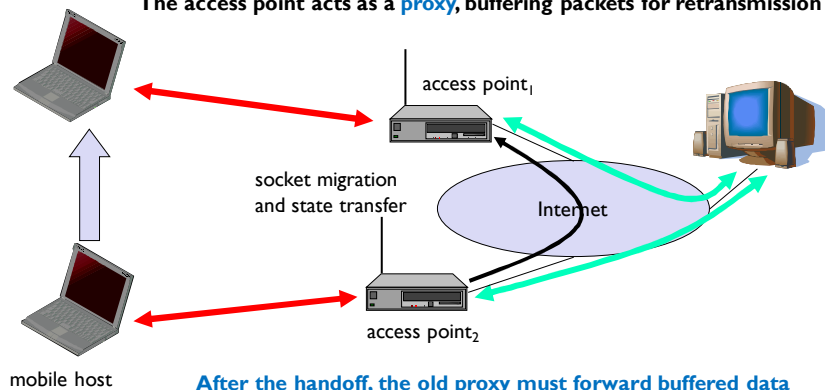 The access point acts as a proxy, buffering packets for retransmission
access point₁
socket migration
and state transfer
Internet
access point₂
mobile host
After the handoff, the old proxy must forward buffered data